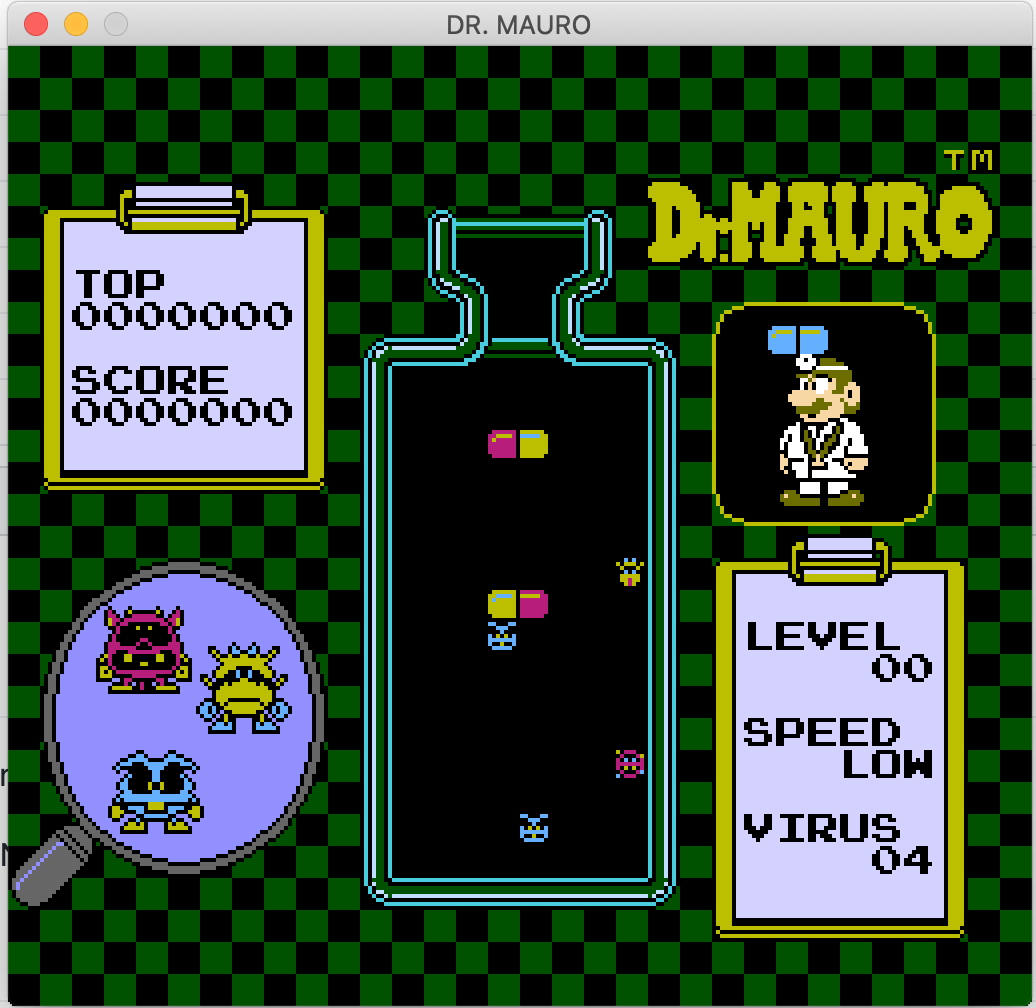 DR. MAURO
TM
DR.MAURO
TOP
0000000
SCORE
0000000
LEVEL
00
SPEED
LOW
VIRUS
04